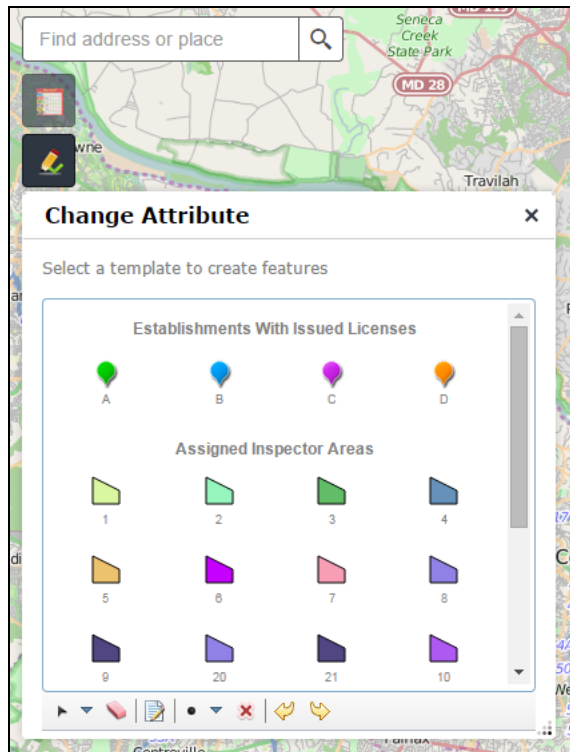 Find address or place
Seneca
Creek
State Park
MD 28
wne
Travilah
Change Attribute
Select a template to create features
Establishments With Issued Licenses
A B C D
Assigned Inspector Areas
1 2 3 4
5 6 7 8
9 20 21 10
Centreville
Fairfax